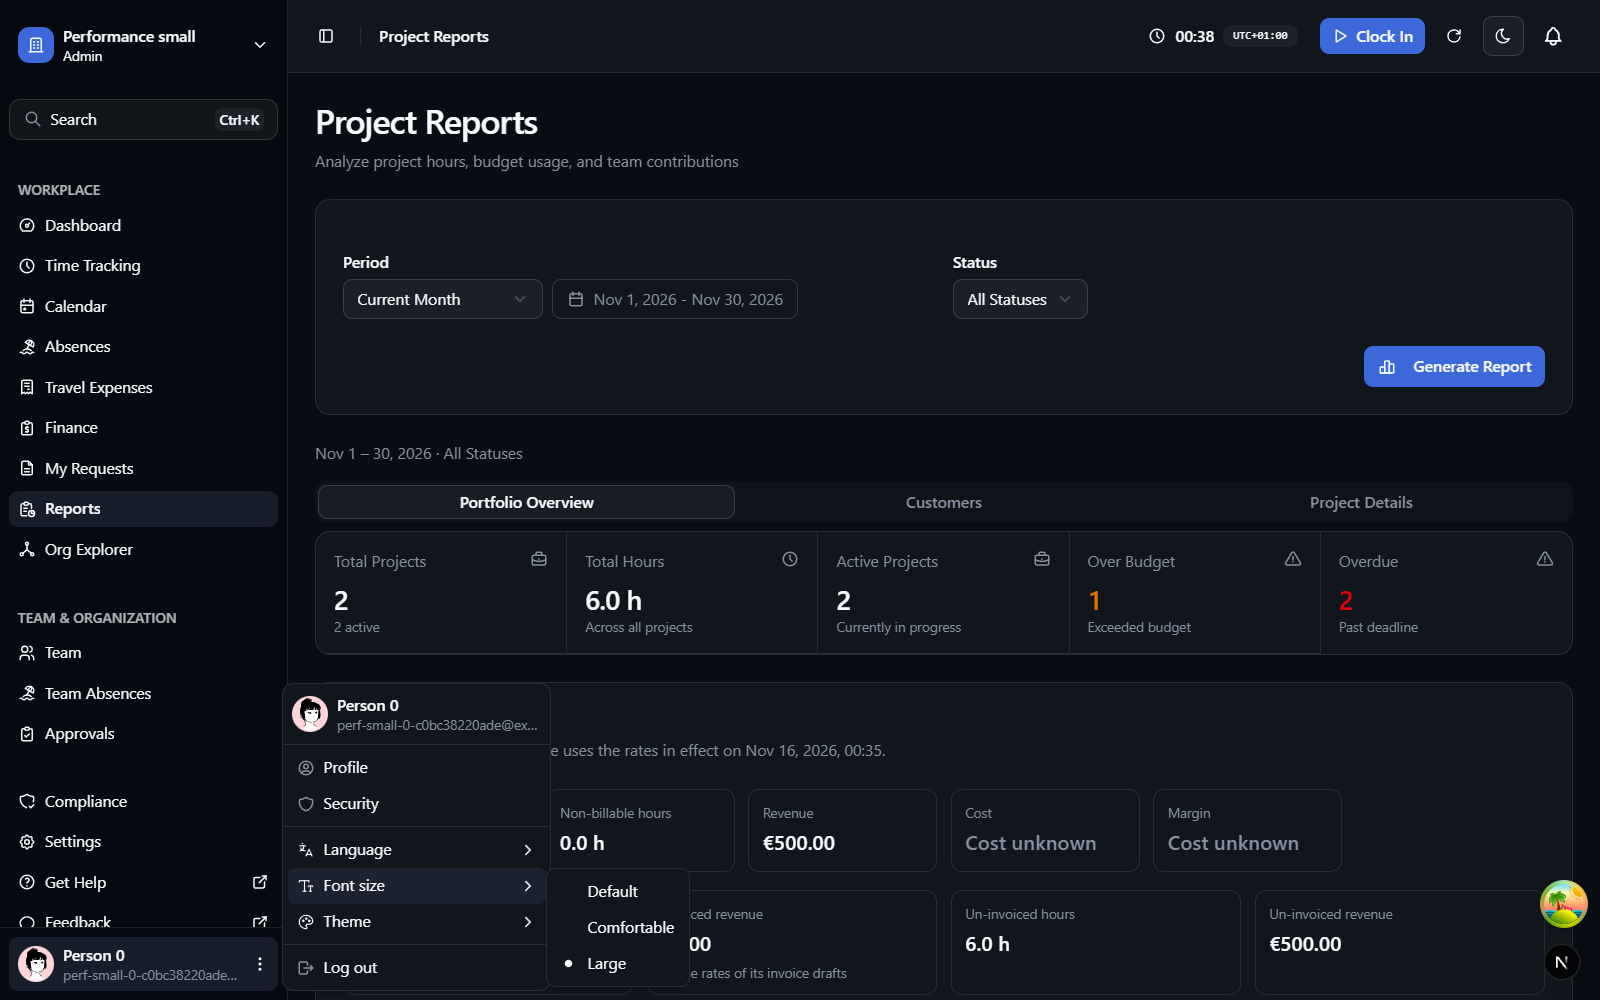 Performance small
Admin
Search
Ctrl+K
WORKPLACE
Dashboard
Time Tracking
Calendar
Absences
Travel Expenses
Finance
My Requests
Reports
Org Explorer
TEAM & ORGANIZATION
Team
Team Absences
Approvals
Compliance
Settings
Get Help
Feedback
Person 0
perf-small-0-c0bc38220ade...
Project Reports
00:38
UTC+01:00
Clock In
Project Reports
Analyze project hours, budget usage, and team contributions
Period
Current Month
Nov 1, 2026 - Nov 30, 2026
Status
All Statuses
Generate Report
Nov 1 – 30, 2026 · All Statuses
Portfolio Overview
Customers
Project Details
Total Projects
2
2 active
Total Hours
6.0 h
Across all projects
Active Projects
2
Currently in progress
Over Budget
1
Exceeded budget
Overdue
2
Past deadline
Person 0
perf-small-0-c0bc38220ade@ex...
Profile
Security
Language
Font size
Theme
Log out
Default
Comfortable
Large
uses the rates in effect on Nov 16, 2026, 00:35.
Non-billable hours
0.0 h
Revenue
€500.00
Cost
Cost unknown
Margin
Cost unknown
revenue
rates of its invoice drafts
Un-invoiced hours
6.0 h
Un-invoiced revenue
€500.00
N